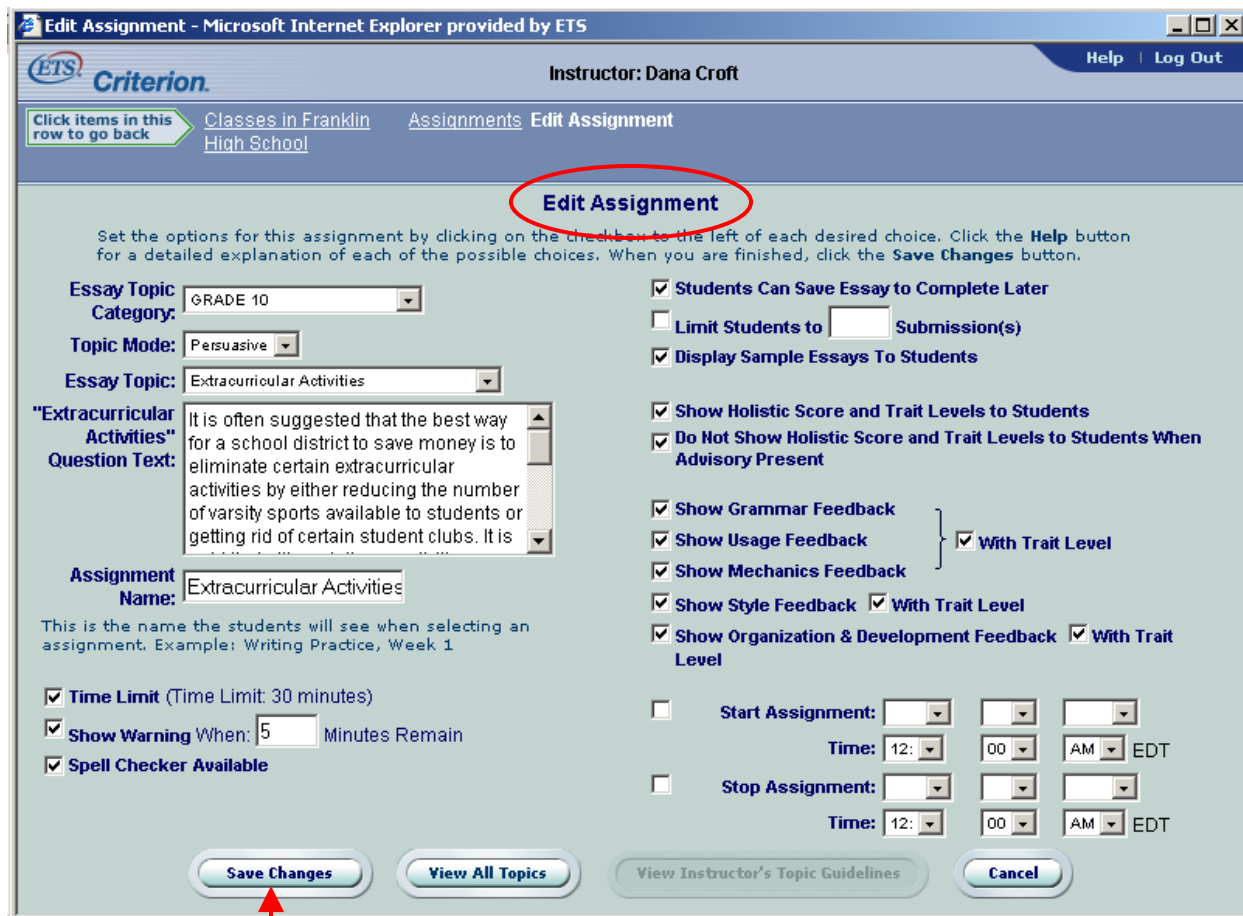 Edit Assignment - Microsoft Internet Explorer provided by ETS
ETS Criterion.
Instructor: Dana Croft
Help | Log Out
Click items in this
row to go back
Classes in Franklin
High School
Assignments Edit Assignment
Edit Assignment
Set the options for this assignment by clicking on the checkbox to the left of each desired choice. Click the Help button
for a detailed explanation of each of the possible choices. When you are finished, click the Save Changes button.
Essay Topic
Category: GRADE 10
Topic Mode: Persuasive
Essay Topic: Extracurricular Activities
"Extracurricular
Activities"
Question Text:
It is often suggested that the best way
for a school district to save money is to
eliminate certain extracurricular
activities by either reducing the number
of varsity sports available to students or
getting rid of certain student clubs. It is
Assignment
Name: Extracurricular Activities
This is the name the students will see when selecting an
assignment. Example: Writing Practice, Week 1
Time Limit (Time Limit: 30 minutes)
Show Warning When: 5 Minutes Remain
Spell Checker Available
Students Can Save Essay to Complete Later
Limit Students to Submission(s)
Display Sample Essays To Students
Show Holistic Score and Trait Levels to Students
Do Not Show Holistic Score and Trait Levels to Students When
Advisory Present
Show Grammar Feedback
Show Usage Feedback
Show Mechanics Feedback
With Trait Level
Show Style Feedback With Trait Level
Show Organization & Development Feedback With Trait
Level
Start Assignment:
Time: 12: 00 AM EDT
Stop Assignment:
Time: 12: 00 AM EDT
Save Changes
View All Topics
View Instructor's Topic Guidelines
Cancel